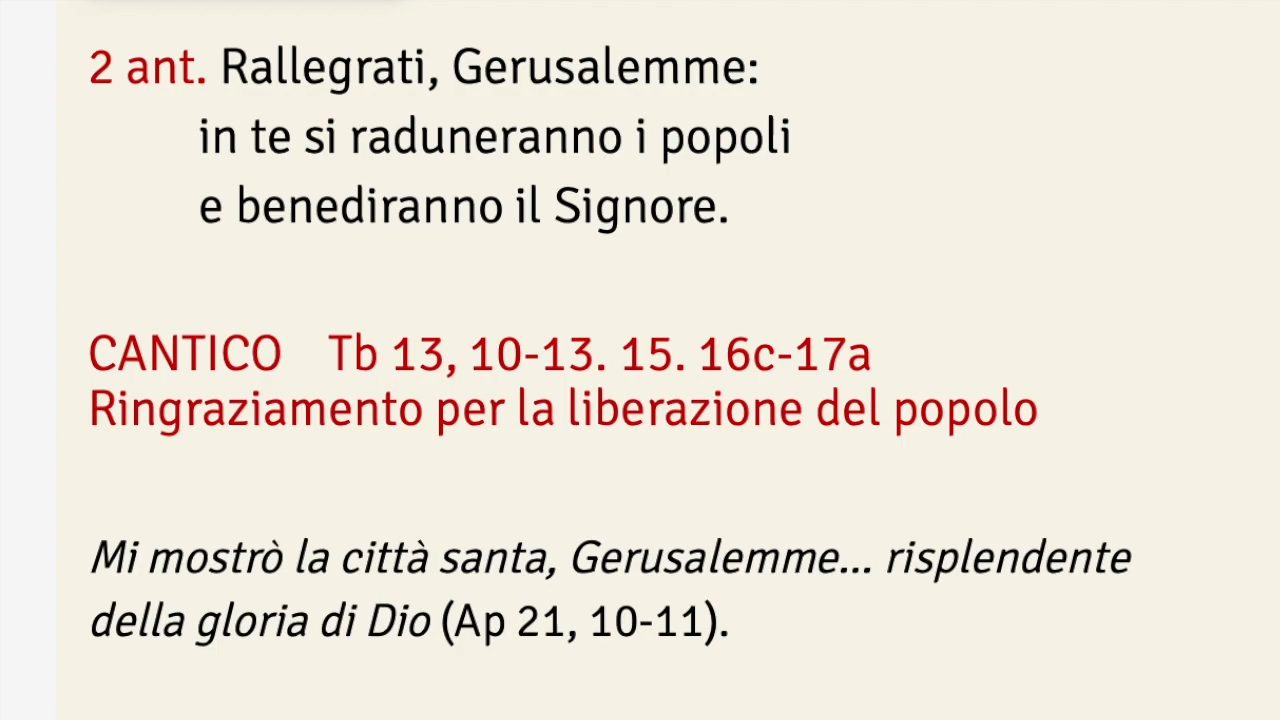 2 ant. Rallegrati, Gerusalemme:
in te si raduneranno i popoli
e benediranno il Signore.
CANTICO Tb 13, 10-13. 15. 16c-17a
Ringraziamento per la liberazione del popolo
Mi mostrò la città santa, Gerusalemme... risplendente
della gloria di Dio (Ap 21, 10-11).